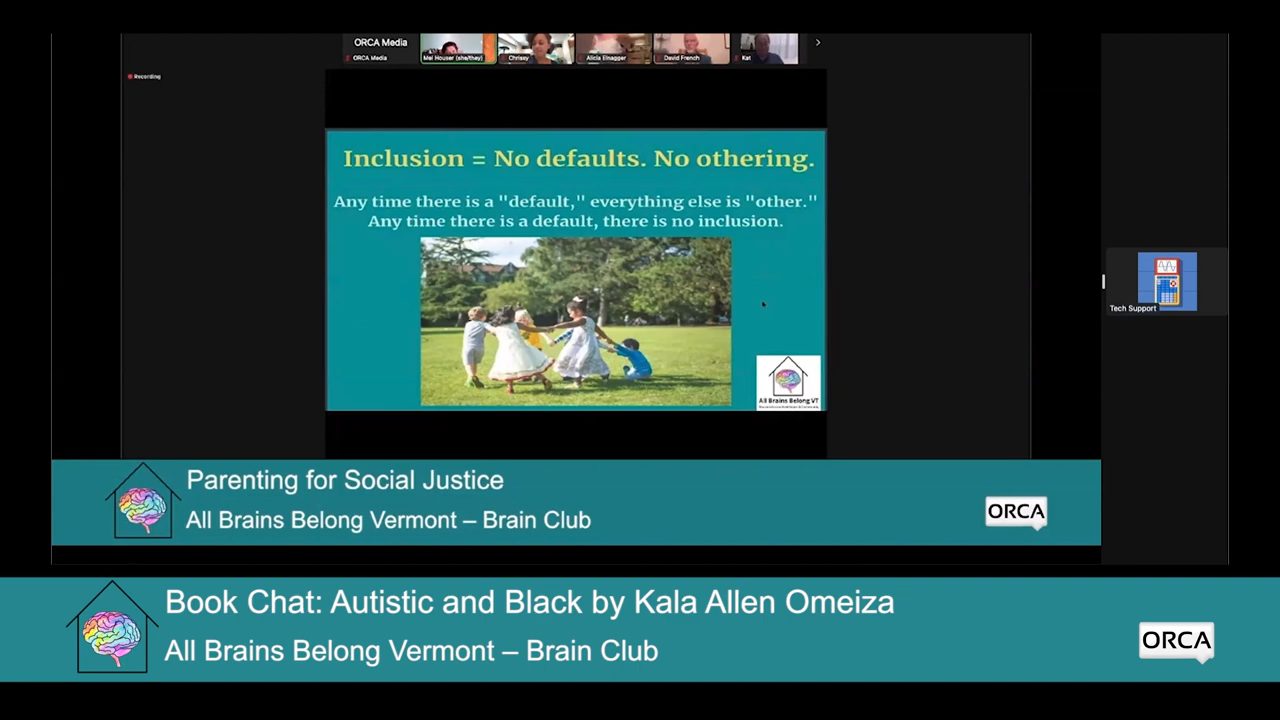 ORCA Media
ORCA Media
Mel Houser (she/they)
Chrissy
Alicia Elnagger
David French
Kat
Recording
Inclusion = No defaults. No othering.
Any time there is a "default," everything else is "other."
Any time there is a default, there is no inclusion.
All Brains Belong VT
Tech Support
Parenting for Social Justice
All Brains Belong Vermont – Brain Club
ORCA
Book Chat: Autistic and Black by Kala Allen Omeiza
All Brains Belong Vermont – Brain Club
ORCA